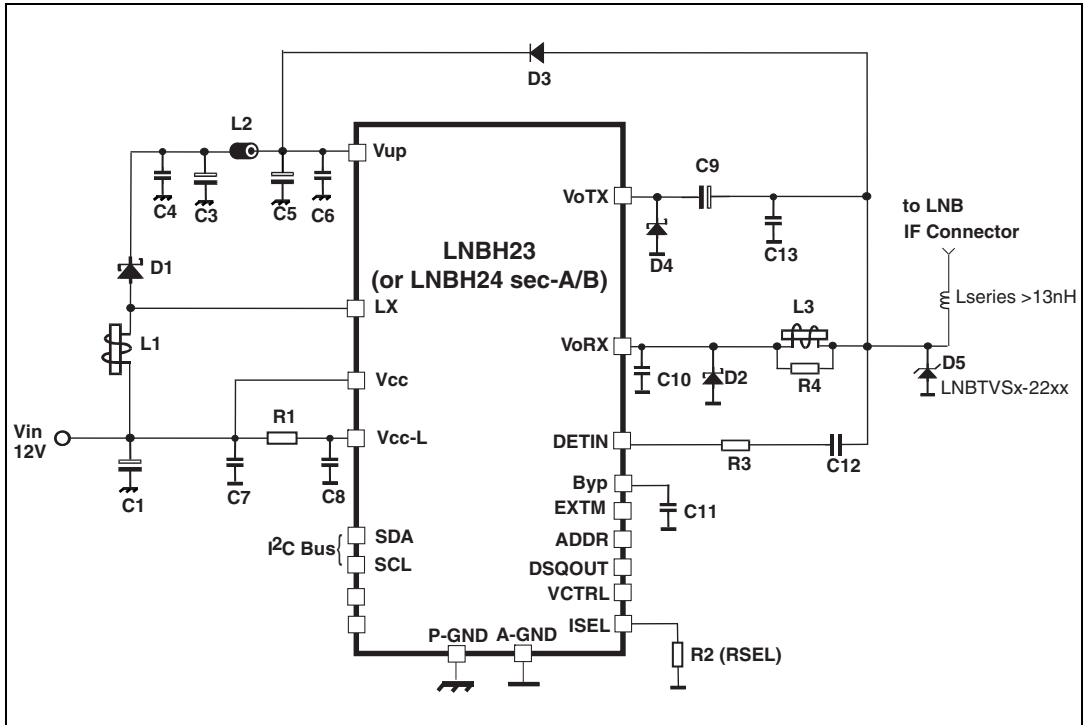 D3
L2
Vup
C9
VoTX
C4
C3
C5
C6
to LNB
IF Connector
LNBH23
(or LNBH24 sec-A/B)
D4
C13
D1
LX
L3
Lseries >13nH
L1
VoRX
C10
D2
R4
D5
LNBTVSx-22xx
Vcc
R1
Vin
12V
Vcc-L
DETIN
R3
C12
C1
C7
C8
Byp
C11
EXTM
SDA
I²C Bus
SCL
ADDR
DSQOUT
VCTRL
ISEL
P-GND A-GND
R2 (RSEL)